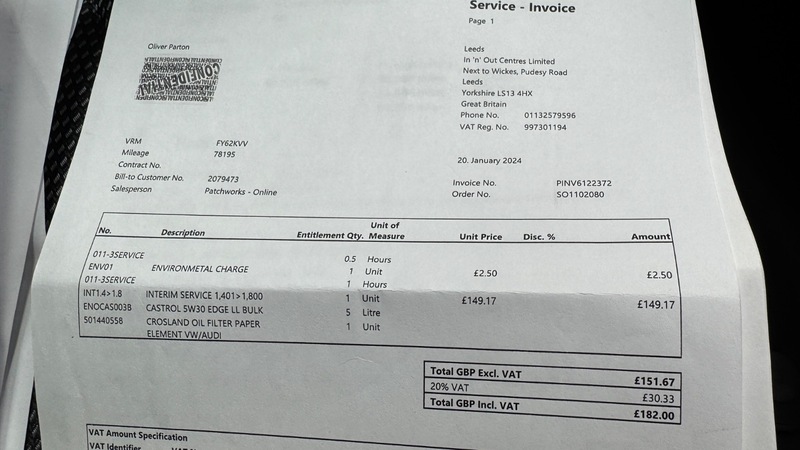 Service - Invoice
Page 1
Oliver Parton
CONFIDENTIAL
Leeds
In 'n' Out Centres Limited
Next to Wickes, Pudesy Road
Leeds
Yorkshire LS13 4HX
Great Britain
Phone No. 01132579596
VAT Reg. No. 997301194
VRM FY62KVV
Mileage 78195
Contract No.
Bill-to Customer No. 2079473
Salesperson Patchworks - Online
20. January 2024
Invoice No. PINV6122372
Order No. SO1102080
No. Description Entitlement Qty. Unit of Measure Unit Price Disc. % Amount
011-3SERVICE 0.5 Hours
ENV01 ENVIRONMETAL CHARGE 1 Unit £2.50 £2.50
011-3SERVICE 1 Hours
INT1.4>1.8 INTERIM SERVICE 1,401>1,800 1 Unit £149.17 £149.17
ENOCAS003B CASTROL 5W30 EDGE LL BULK 5 Litre
501440558 CROSLAND OIL FILTER PAPER 1 Unit
ELEMENT VW/AUDI
Total GBP Excl. VAT £151.67
20% VAT £30.33
Total GBP Incl. VAT £182.00
VAT Amount Specification
VAT Identifier